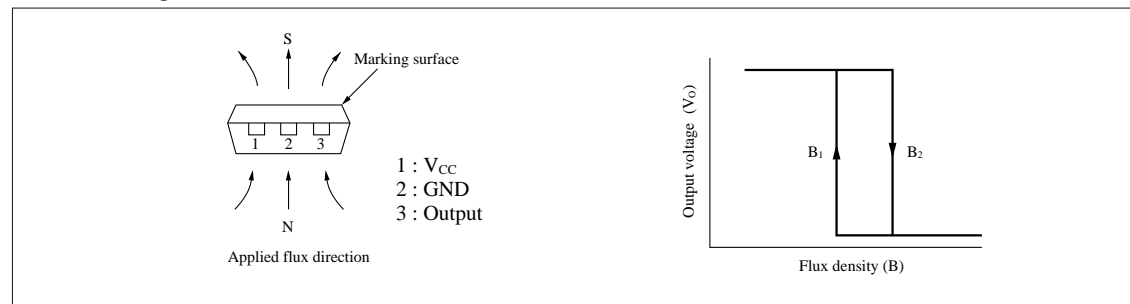 S
Marking surface
1 2 3
1 : VCC
2 : GND
3 : Output
N
Applied flux direction
Output voltage (VO)
B1
B2
Flux density (B)